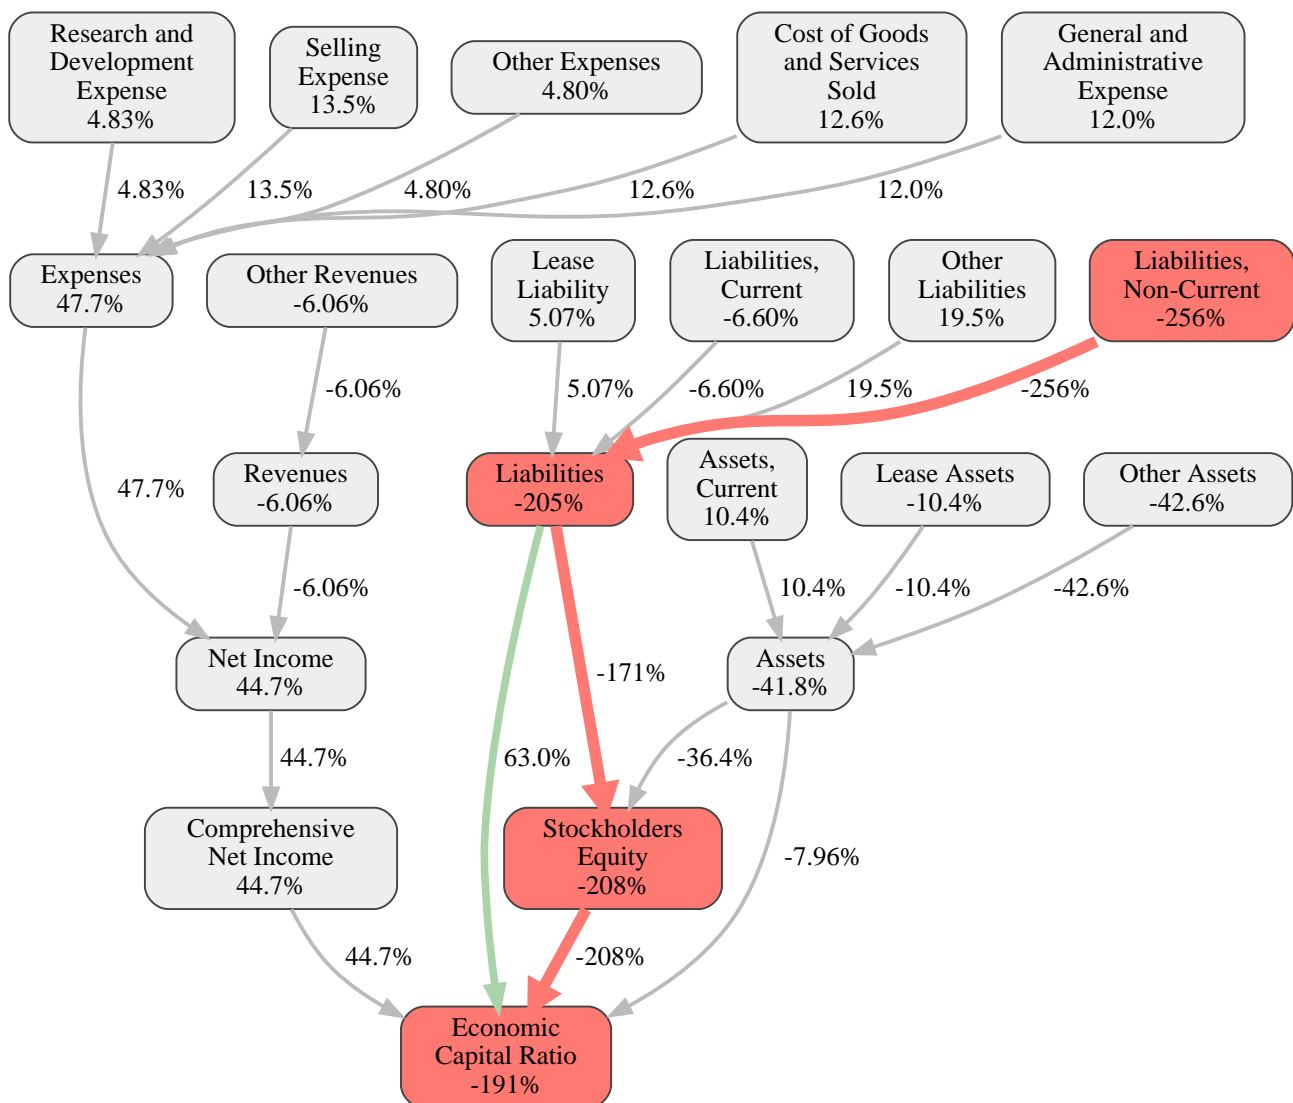 Research and
Development
Expense
4.83%
Selling
Expense
13.5%
Other Expenses
4.80%
Cost of Goods
and Services
Sold
12.6%
General and
Administrative
Expense
12.0%
4.83%
13.5%
4.80%
12.6%
12.0%
Expenses
47.7%
Other Revenues
-6.06%
Lease
Liability
5.07%
Liabilities,
Current
-6.60%
Other
Liabilities
19.5%
Liabilities,
Non-Current
-256%
-6.06%
5.07%
-6.60%
19.5%
-256%
47.7%
Revenues
-6.06%
Liabilities
-205%
Assets,
Current
10.4%
Lease Assets
-10.4%
Other Assets
-42.6%
-6.06%
10.4%
-10.4%
-42.6%
Net Income
44.7%
-171%
Assets
-41.8%
44.7%
63.0%
-36.4%
Comprehensive
Net Income
44.7%
Stockholders
Equity
-208%
-7.96%
44.7%
-208%
Economic
Capital Ratio
-191%